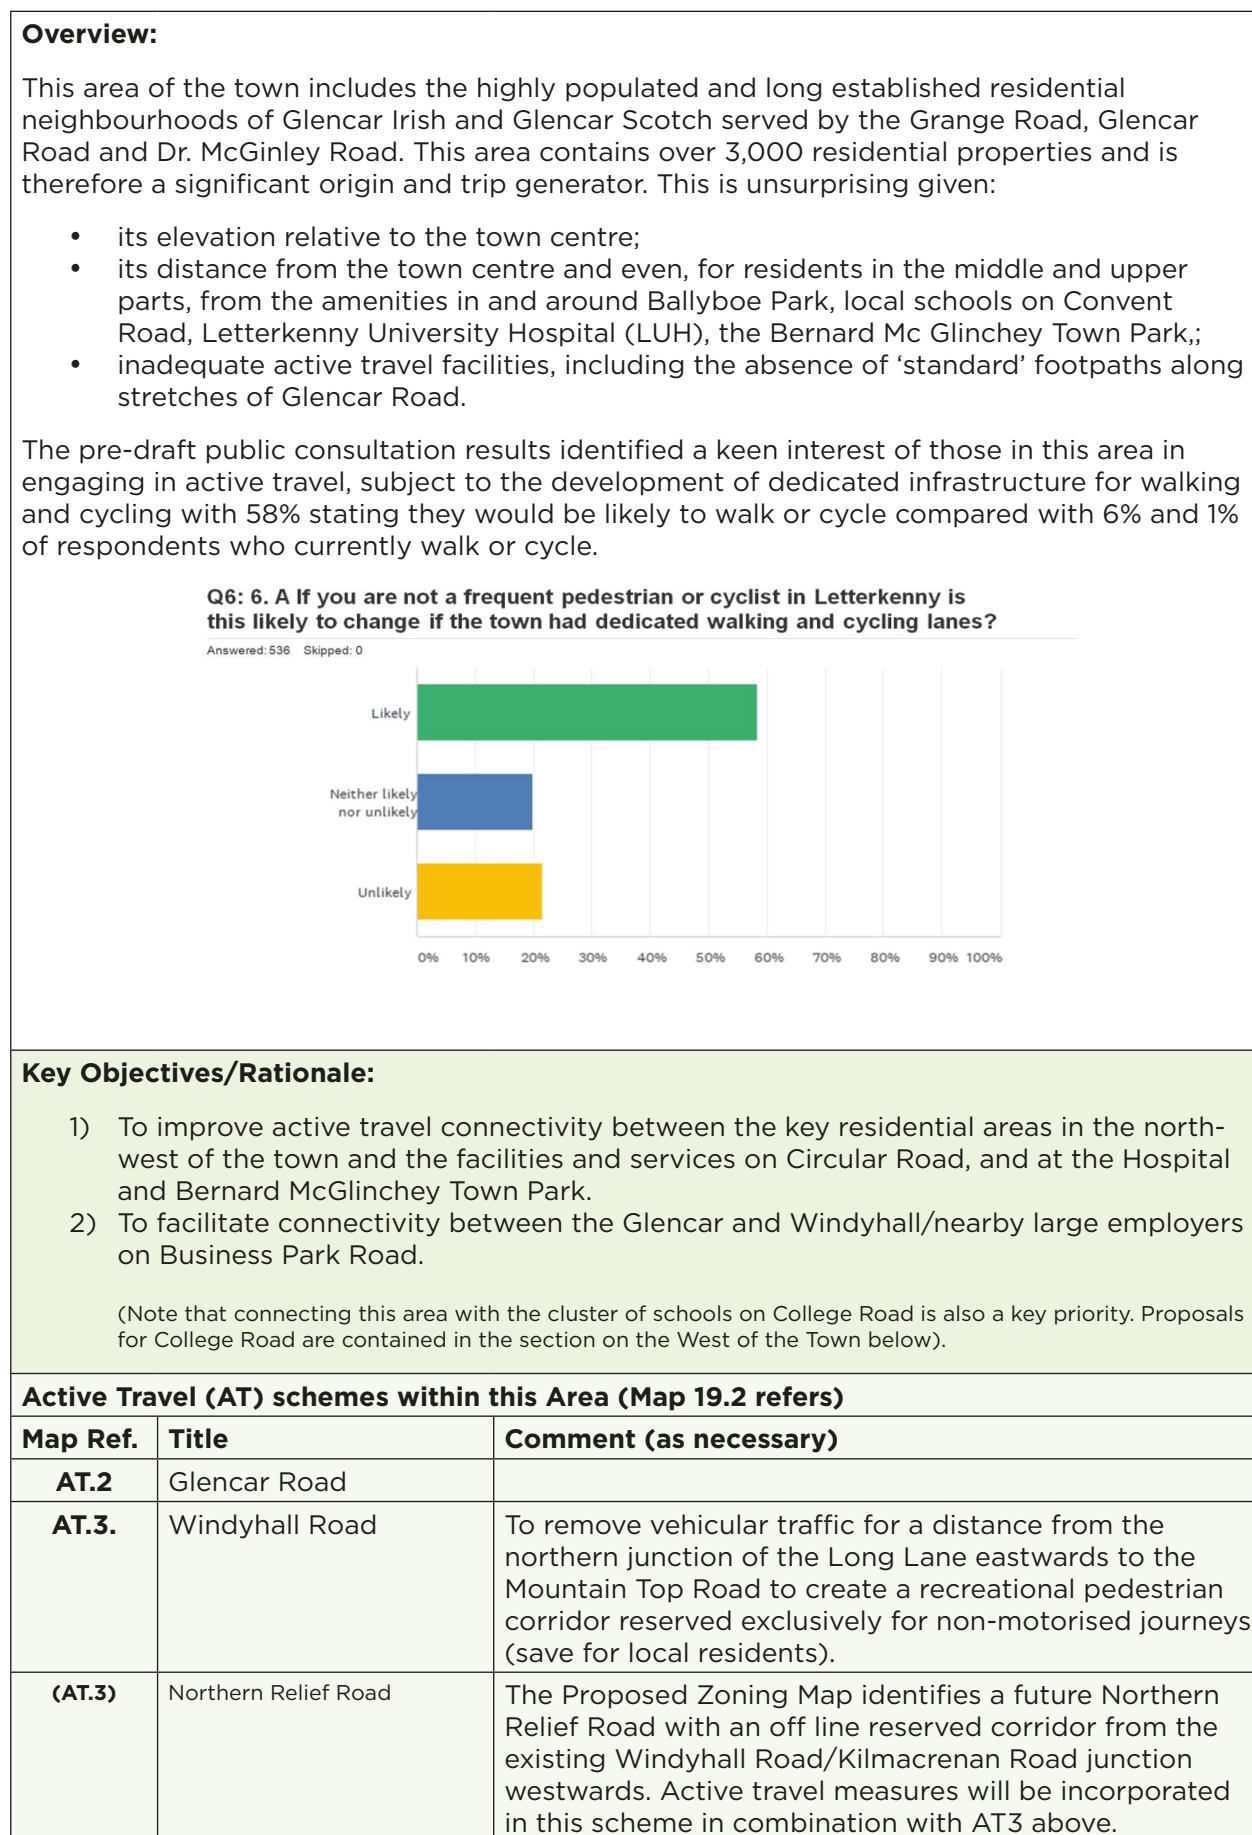 Overview:
This area of the town includes the highly populated and long established residential
neighbourhoods of Glencar Irish and Glencar Scotch served by the Grange Road, Glencar
Road and Dr. McGinley Road. This area contains over 3,000 residential properties and is
therefore a significant origin and trip generator. This is unsurprising given:
• its elevation relative to the town centre;
• its distance from the town centre and even, for residents in the middle and upper
parts, from the amenities in and around Ballyboe Park, local schools on Convent
Road, Letterkenny University Hospital (LUH), the Bernard Mc Glinchey Town Park,;
• inadequate active travel facilities, including the absence of ‘standard’ footpaths along
stretches of Glencar Road.
The pre-draft public consultation results identified a keen interest of those in this area in
engaging in active travel, subject to the development of dedicated infrastructure for walking
and cycling with 58% stating they would be likely to walk or cycle compared with 6% and 1%
of respondents who currently walk or cycle.
Q6: 6. A If you are not a frequent pedestrian or cyclist in Letterkenny is
this likely to change if the town had dedicated walking and cycling lanes?
Answered: 536 Skipped: 0
Likely
Neither likely
nor unlikely
Unlikely
0% 10% 20% 30% 40% 50% 60% 70% 80% 90% 100%
Key Objectives/Rationale:
1) To improve active travel connectivity between the key residential areas in the north-
west of the town and the facilities and services on Circular Road, and at the Hospital
and Bernard McGlinchey Town Park.
2) To facilitate connectivity between the Glencar and Windyhall/nearby large employers
on Business Park Road.
(Note that connecting this area with the cluster of schools on College Road is also a key priority. Proposals
for College Road are contained in the section on the West of the Town below).
Active Travel (AT) schemes within this Area (Map 19.2 refers)
Map Ref. Title Comment (as necessary)
AT.2 Glencar Road
AT.3. Windyhall Road To remove vehicular traffic for a distance from the
northern junction of the Long Lane eastwards to the
Mountain Top Road to create a recreational pedestrian
corridor reserved exclusively for non-motorised journeys
(save for local residents).
(AT.3) Northern Relief Road The Proposed Zoning Map identifies a future Northern
Relief Road with an off line reserved corridor from the
existing Windyhall Road/Kilmacrenan Road junction
westwards. Active travel measures will be incorporated
in this scheme in combination with AT3 above.